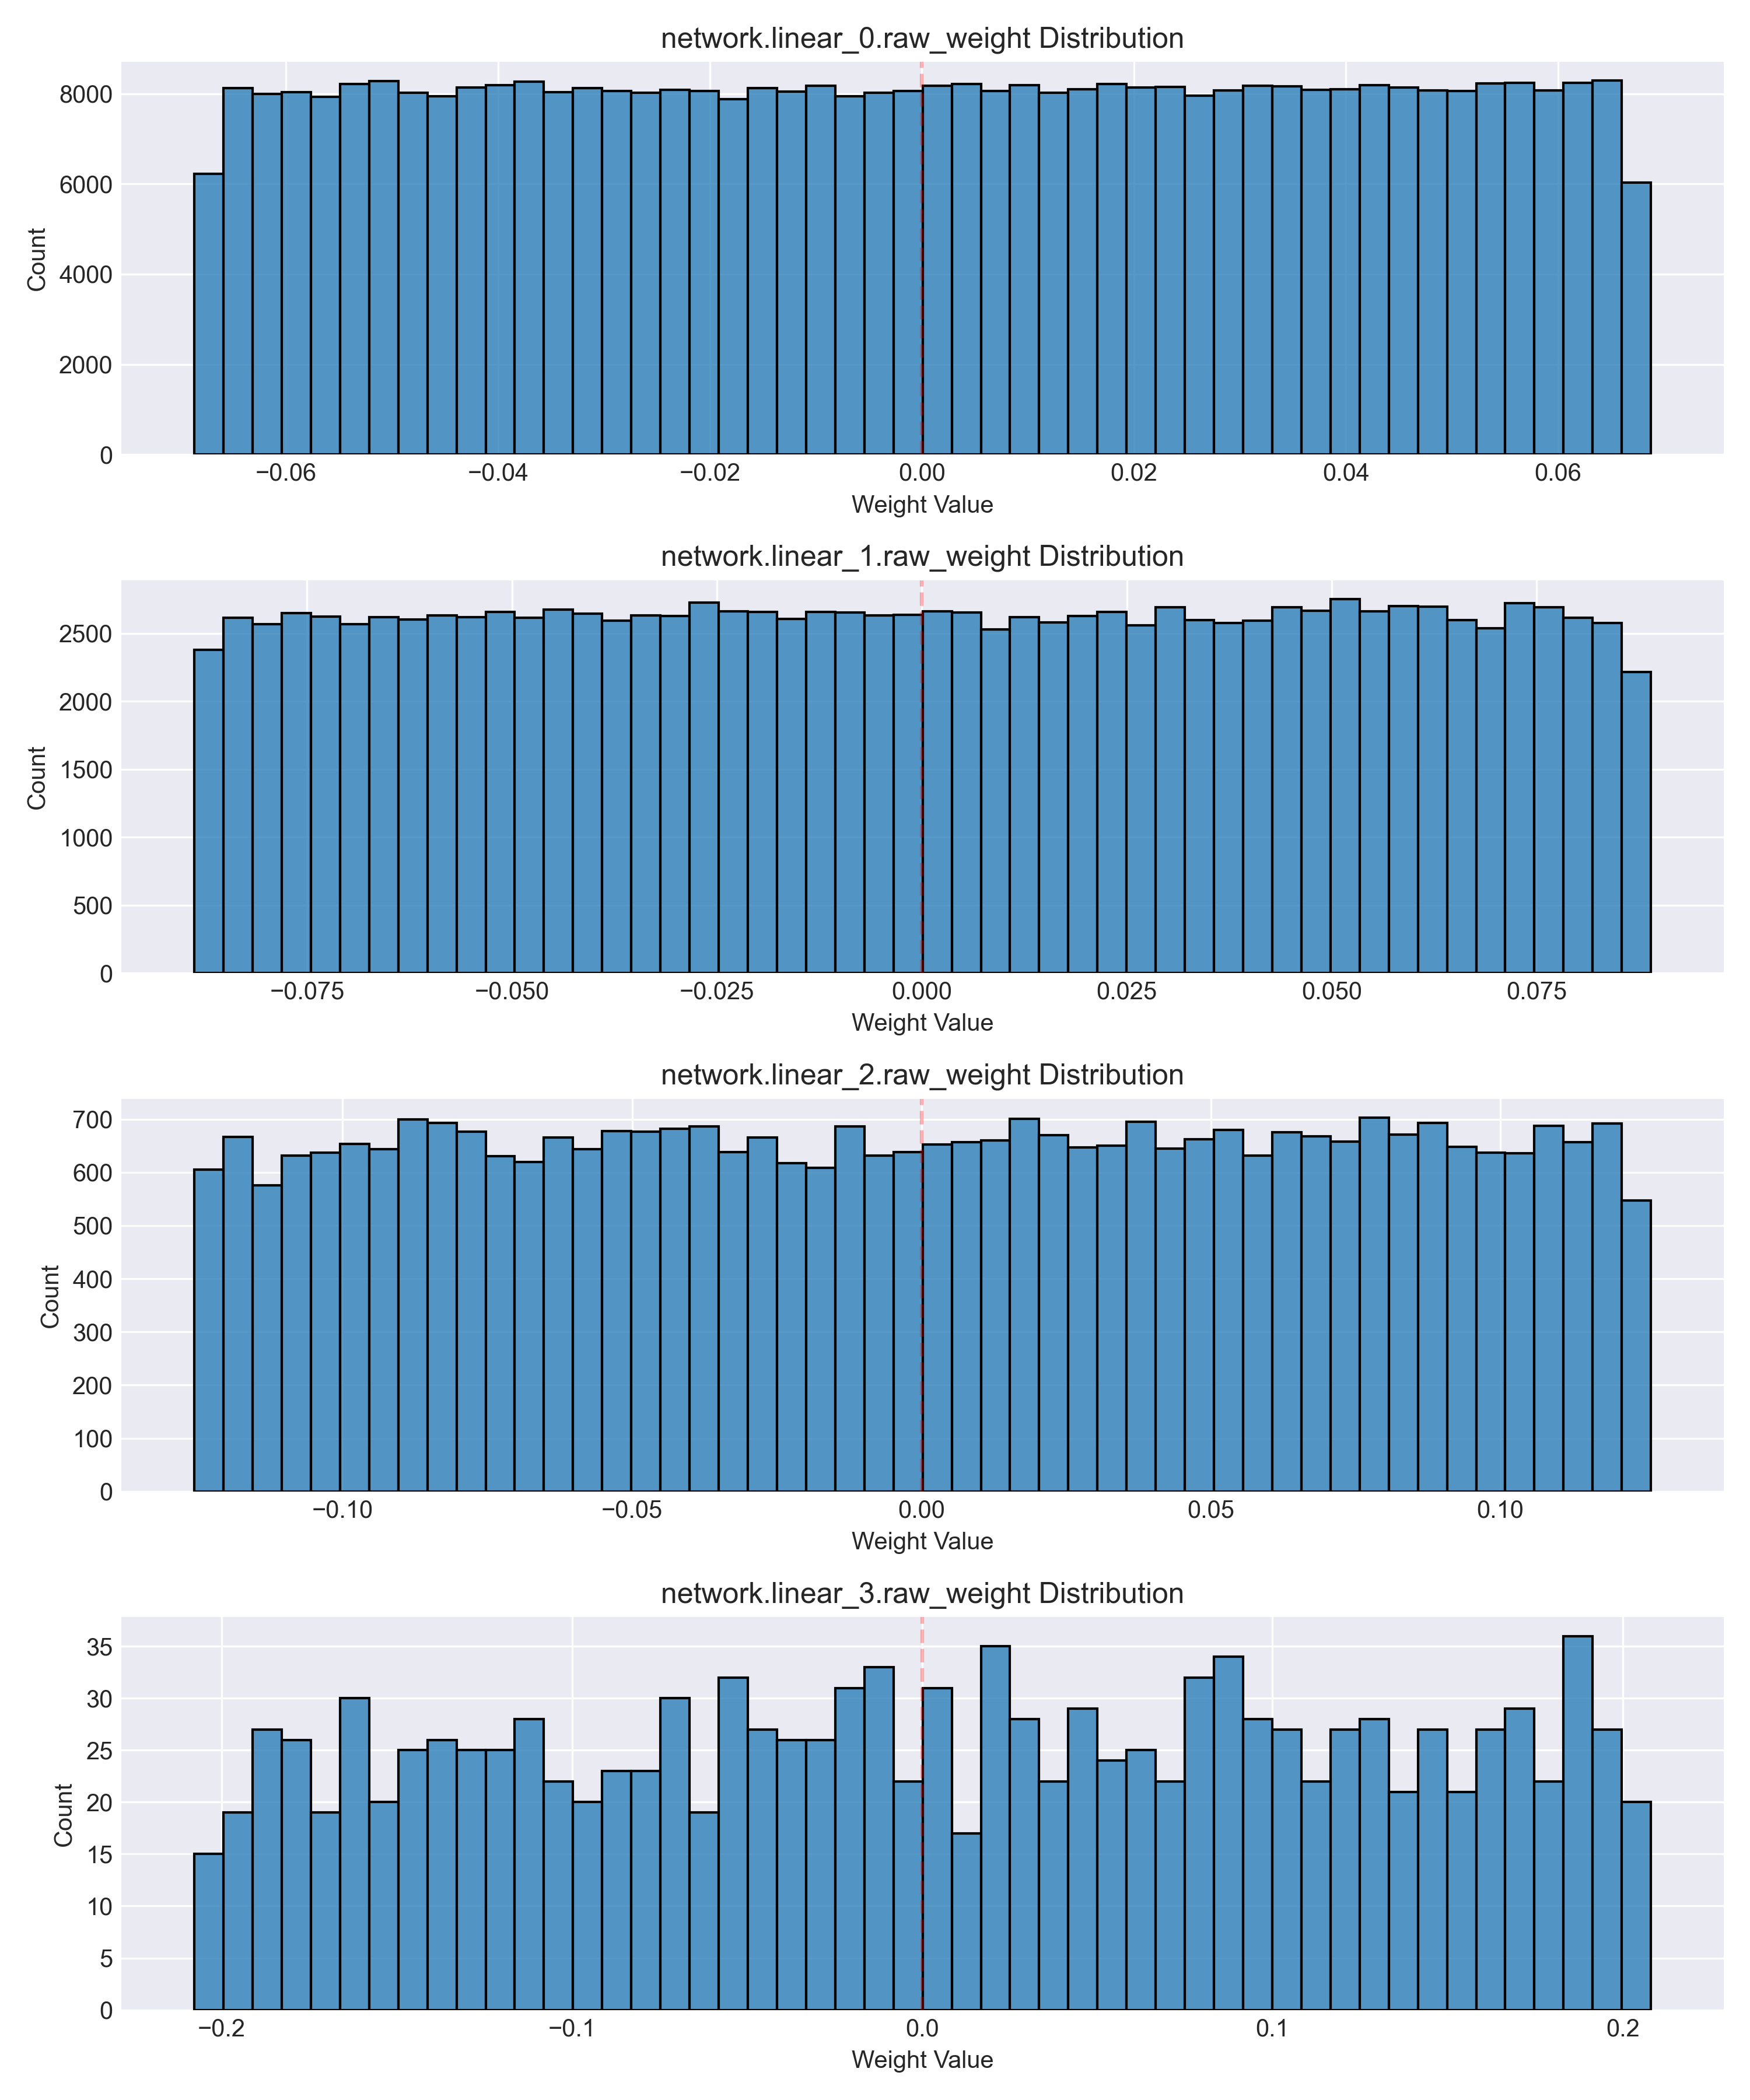 network.linear_0.raw_weight Distribution
8000
6000
4000
2000
0
Count
−0.06 −0.04 −0.02 0.00 0.02 0.04 0.06
Weight Value
network.linear_1.raw_weight Distribution
2500
2000
1500
1000
500
0
Count
−0.075 −0.050 −0.025 0.000 0.025 0.050 0.075
Weight Value
network.linear_2.raw_weight Distribution
700
600
500
400
300
200
100
0
Count
−0.10 −0.05 0.00 0.05 0.10
Weight Value
network.linear_3.raw_weight Distribution
35
30
25
20
15
10
5
0
Count
−0.2 −0.1 0.0 0.1 0.2
Weight Value